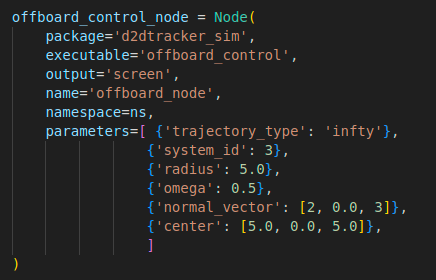 offboard_control_node = Node(
    package='d2dtracker_sim',
    executable='offboard_control',
    output='screen',
    name='offboard_node',
    namespace=ns,
    parameters=[ {'trajectory_type': 'infty'},
                {'system_id': 3},
                {'radius': 5.0},
                {'omega': 0.5},
                {'normal_vector': [2, 0.0, 3]},
                {'center': [5.0, 0.0, 5.0]},
                ]
)